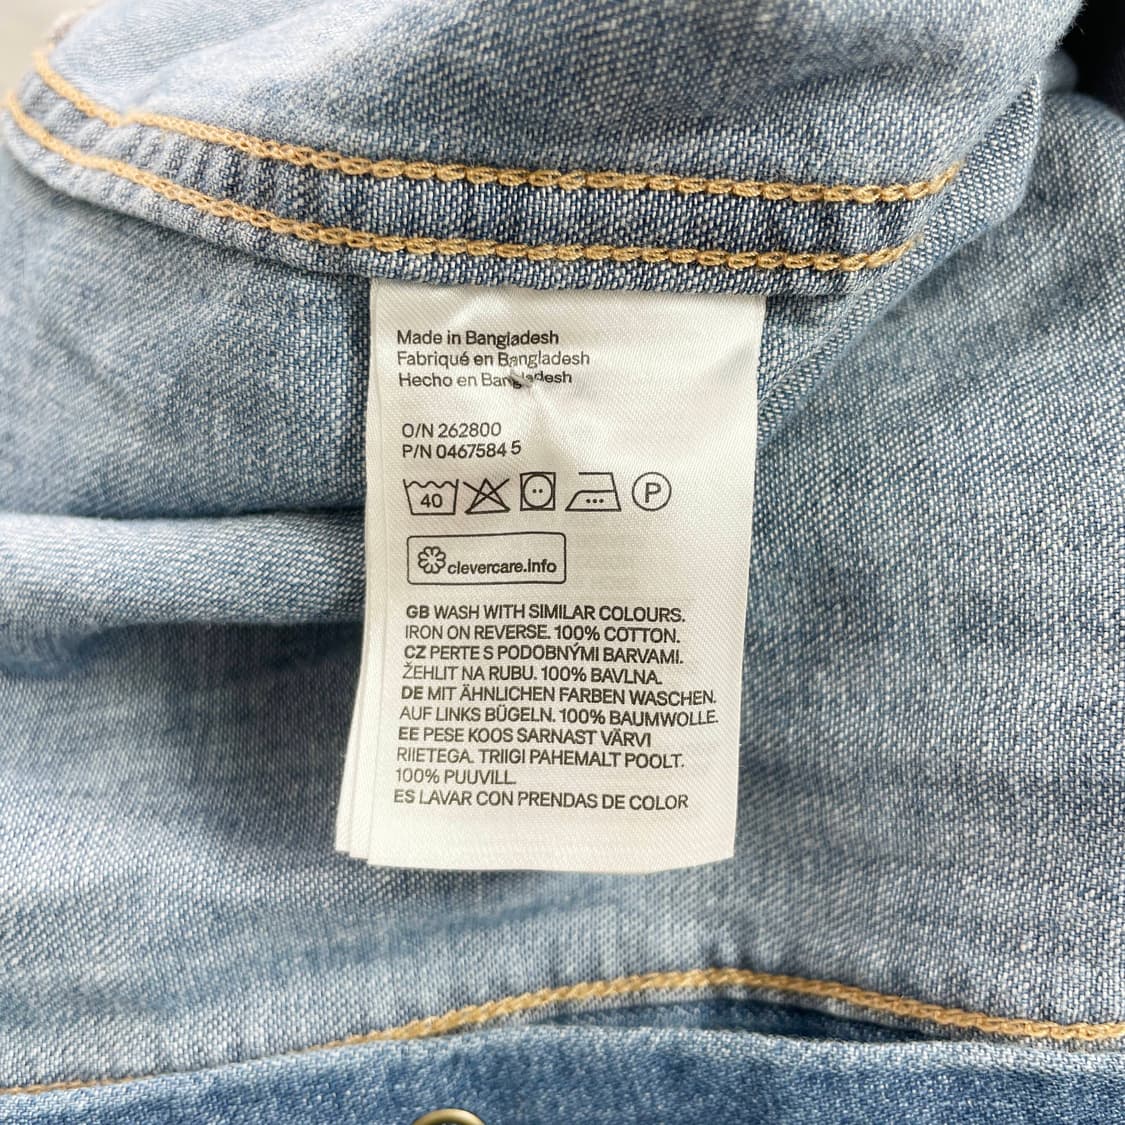 Made in Bangladesh
Fabriqué en Bangladesh
Hecho en Bangladesh
O/N 262800
P/N 0467584 5
40 P
clevercare.info
GB WASH WITH SIMILAR COLOURS.
IRON ON REVERSE. 100% COTTON.
CZ PERTE S PODOBNÝMI BARVAMI.
ŽEHLIT NA RUBU. 100% BAVLNA.
DE MIT ÄHNLICHEN FARBEN WASCHEN.
AUF LINKS BÜGELN. 100% BAUMWOLLE.
EE PESE KOOS SARNAST VÄRVI
RIIETEGA. TRIIGI PAHEMALT POOLT.
100% PUUVILL.
ES LAVAR CON PRENDAS DE COLOR